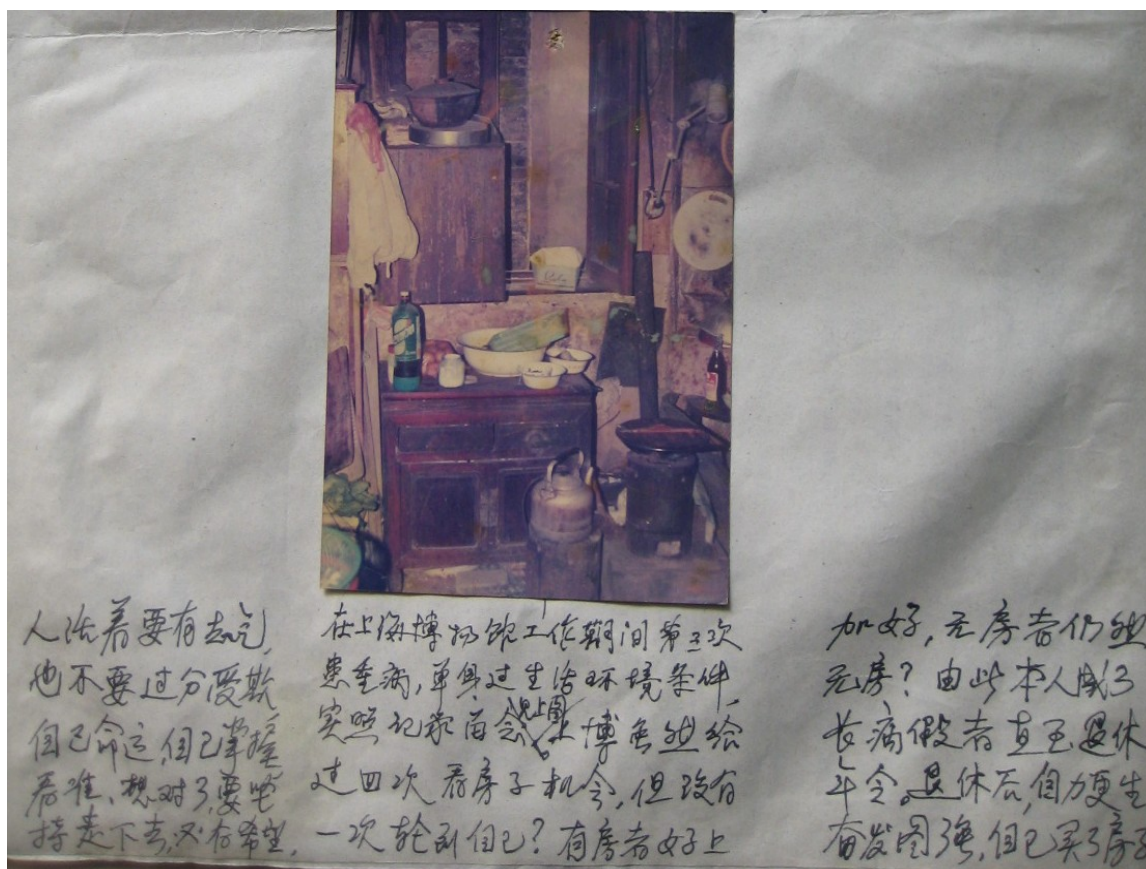 人活着要有志气,
也不要过分受欺
自己命运,自己掌握
看准、想对了,要坚
持走下去,必有希望.
在上海博物馆工作期间第三次
患重病,单身过生活环境条件,
实照记录留念(见上图)上博虽然给
过四次看房子机会,但没有
一次轮到自己?有房者好上
加好,无房者仍然
无房?由此本人成了
长病假者直至退休
年令。退休后,自力更生
奋发图强,自己买了房子